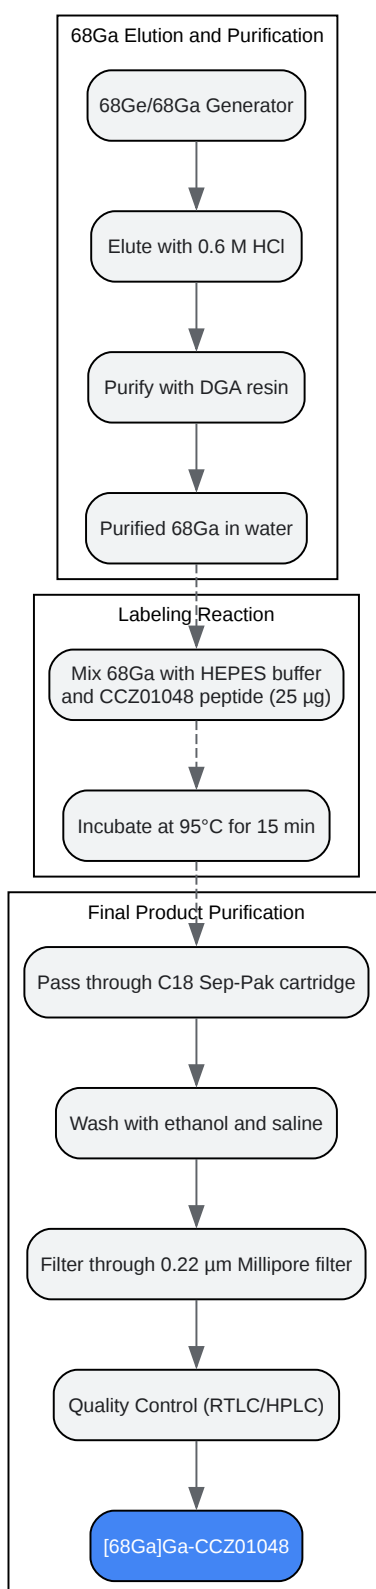 68Ga Elution and Purification
68Ge/68Ga Generator
Elute with 0.6 M HCl
Purify with DGA resin
Purified 68Ga in water
Labeling Reaction
Mix 68Ga with HEPES buffer
and CCZ01048 peptide (25 µg)
Incubate at 95°C for 15 min
Final Product Purification
Pass through C18 Sep-Pak cartridge
Wash with ethanol and saline
Filter through 0.22 µm Millipore filter
Quality Control (RTLC/HPLC)
[68Ga]Ga-CCZ01048